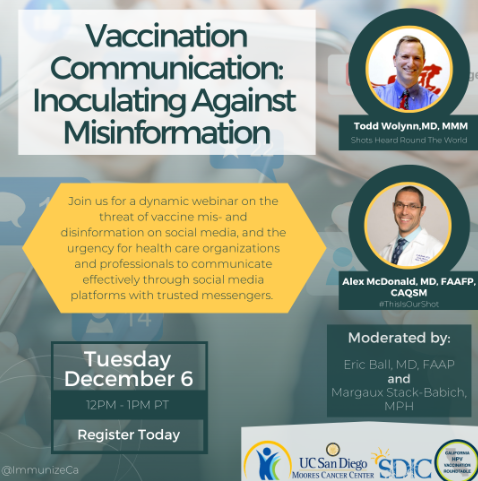 Vaccination
Communication:
Inoculating Against
Misinformation
Todd Wolynn,MD, MMM
Shots Heard Round The World
Join us for a dynamic webinar on the
threat of vaccine mis- and
disinformation on social media, and the
urgency for health care organizations
and professionals to communicate
effectively through social media
platforms with trusted messengers.
Alex McDonald, MD, FAAFP,
CAQSM
#ThisIsOurShot
14
Tuesday
December 6
12PM - 1PM PT
Register Today
Moderated by:
Eric Ball, MD, FAAP
and
Margaux Stack-Babich,
MPH
@ImmunizeCa
UC San Diego
MOORES CANCER CENTER
SDIC
CALIFORNIA
HPV
VACCINATION
ROUNDTABLE